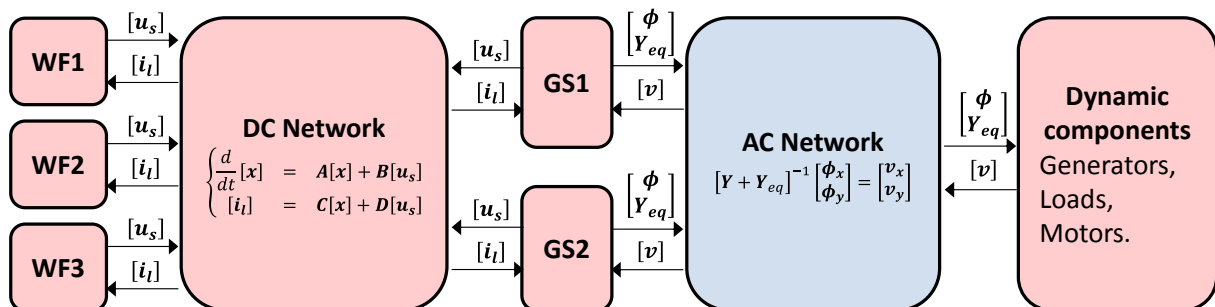 WF1
[u_s]
[i_l]
WF2
[u_s]
[i_l]
WF3
[u_s]
[i_l]
DC Network
{ d/dt [x] = A[x] + B[u_s]
[i_l] = C[x] + D[u_s]
[u_s]
[i_l]
GS1
[ϕ
Y_eq]
[v]
[u_s]
[i_l]
GS2
[ϕ
Y_eq]
[v]
AC Network
[Y + Y_eq]^-1 [ϕ_x ϕ_y] = [v_x v_y]
[ϕ
Y_eq]
[v]
Dynamic
components
Generators,
Loads,
Motors.